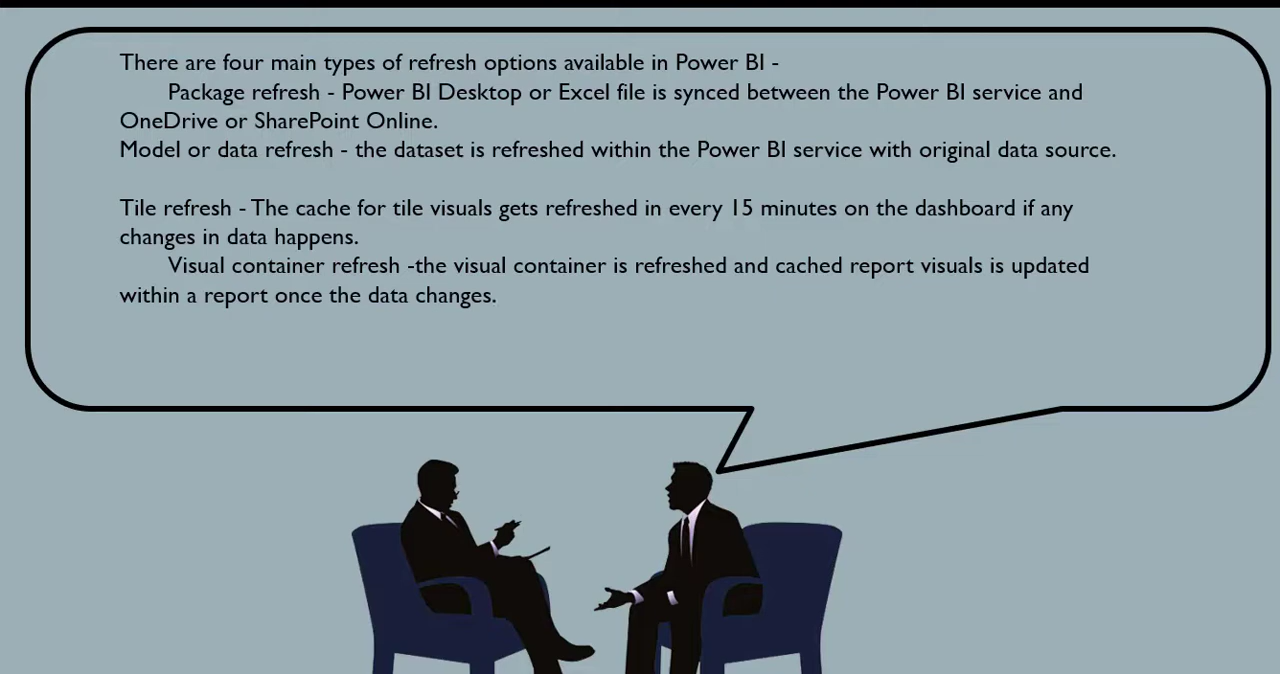 There are four main types of refresh options available in Power BI -
Package refresh - Power BI Desktop or Excel file is synced between the Power BI service and
OneDrive or SharePoint Online.
Model or data refresh - the dataset is refreshed within the Power BI service with original data source.
Tile refresh - The cache for tile visuals gets refreshed in every 15 minutes on the dashboard if any
changes in data happens.
Visual container refresh -the visual container is refreshed and cached report visuals is updated
within a report once the data changes.